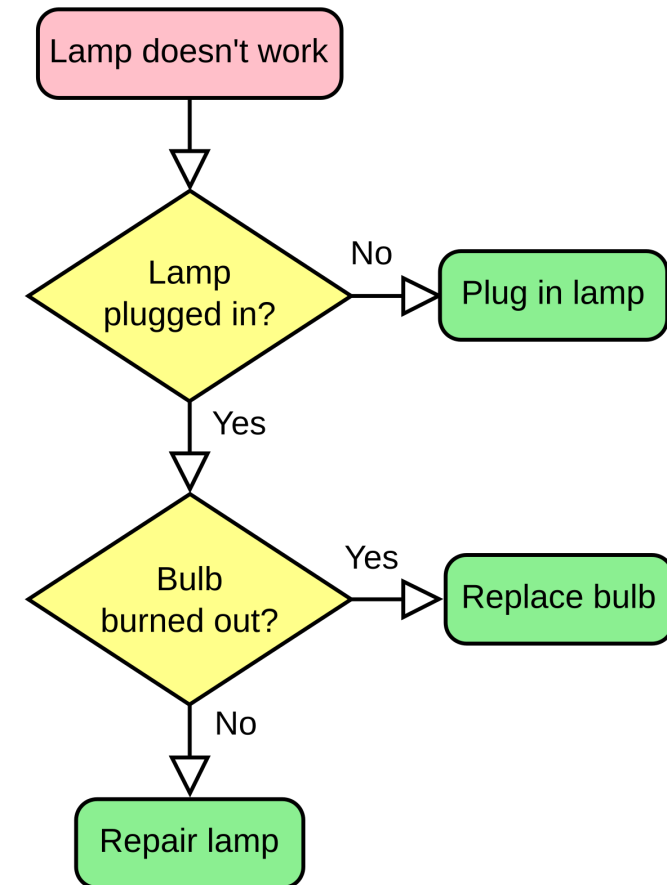 Lamp doesn't work
Lamp
plugged in?
No
Plug in lamp
Yes
Bulb
burned out?
Yes
Replace bulb
No
Repair lamp